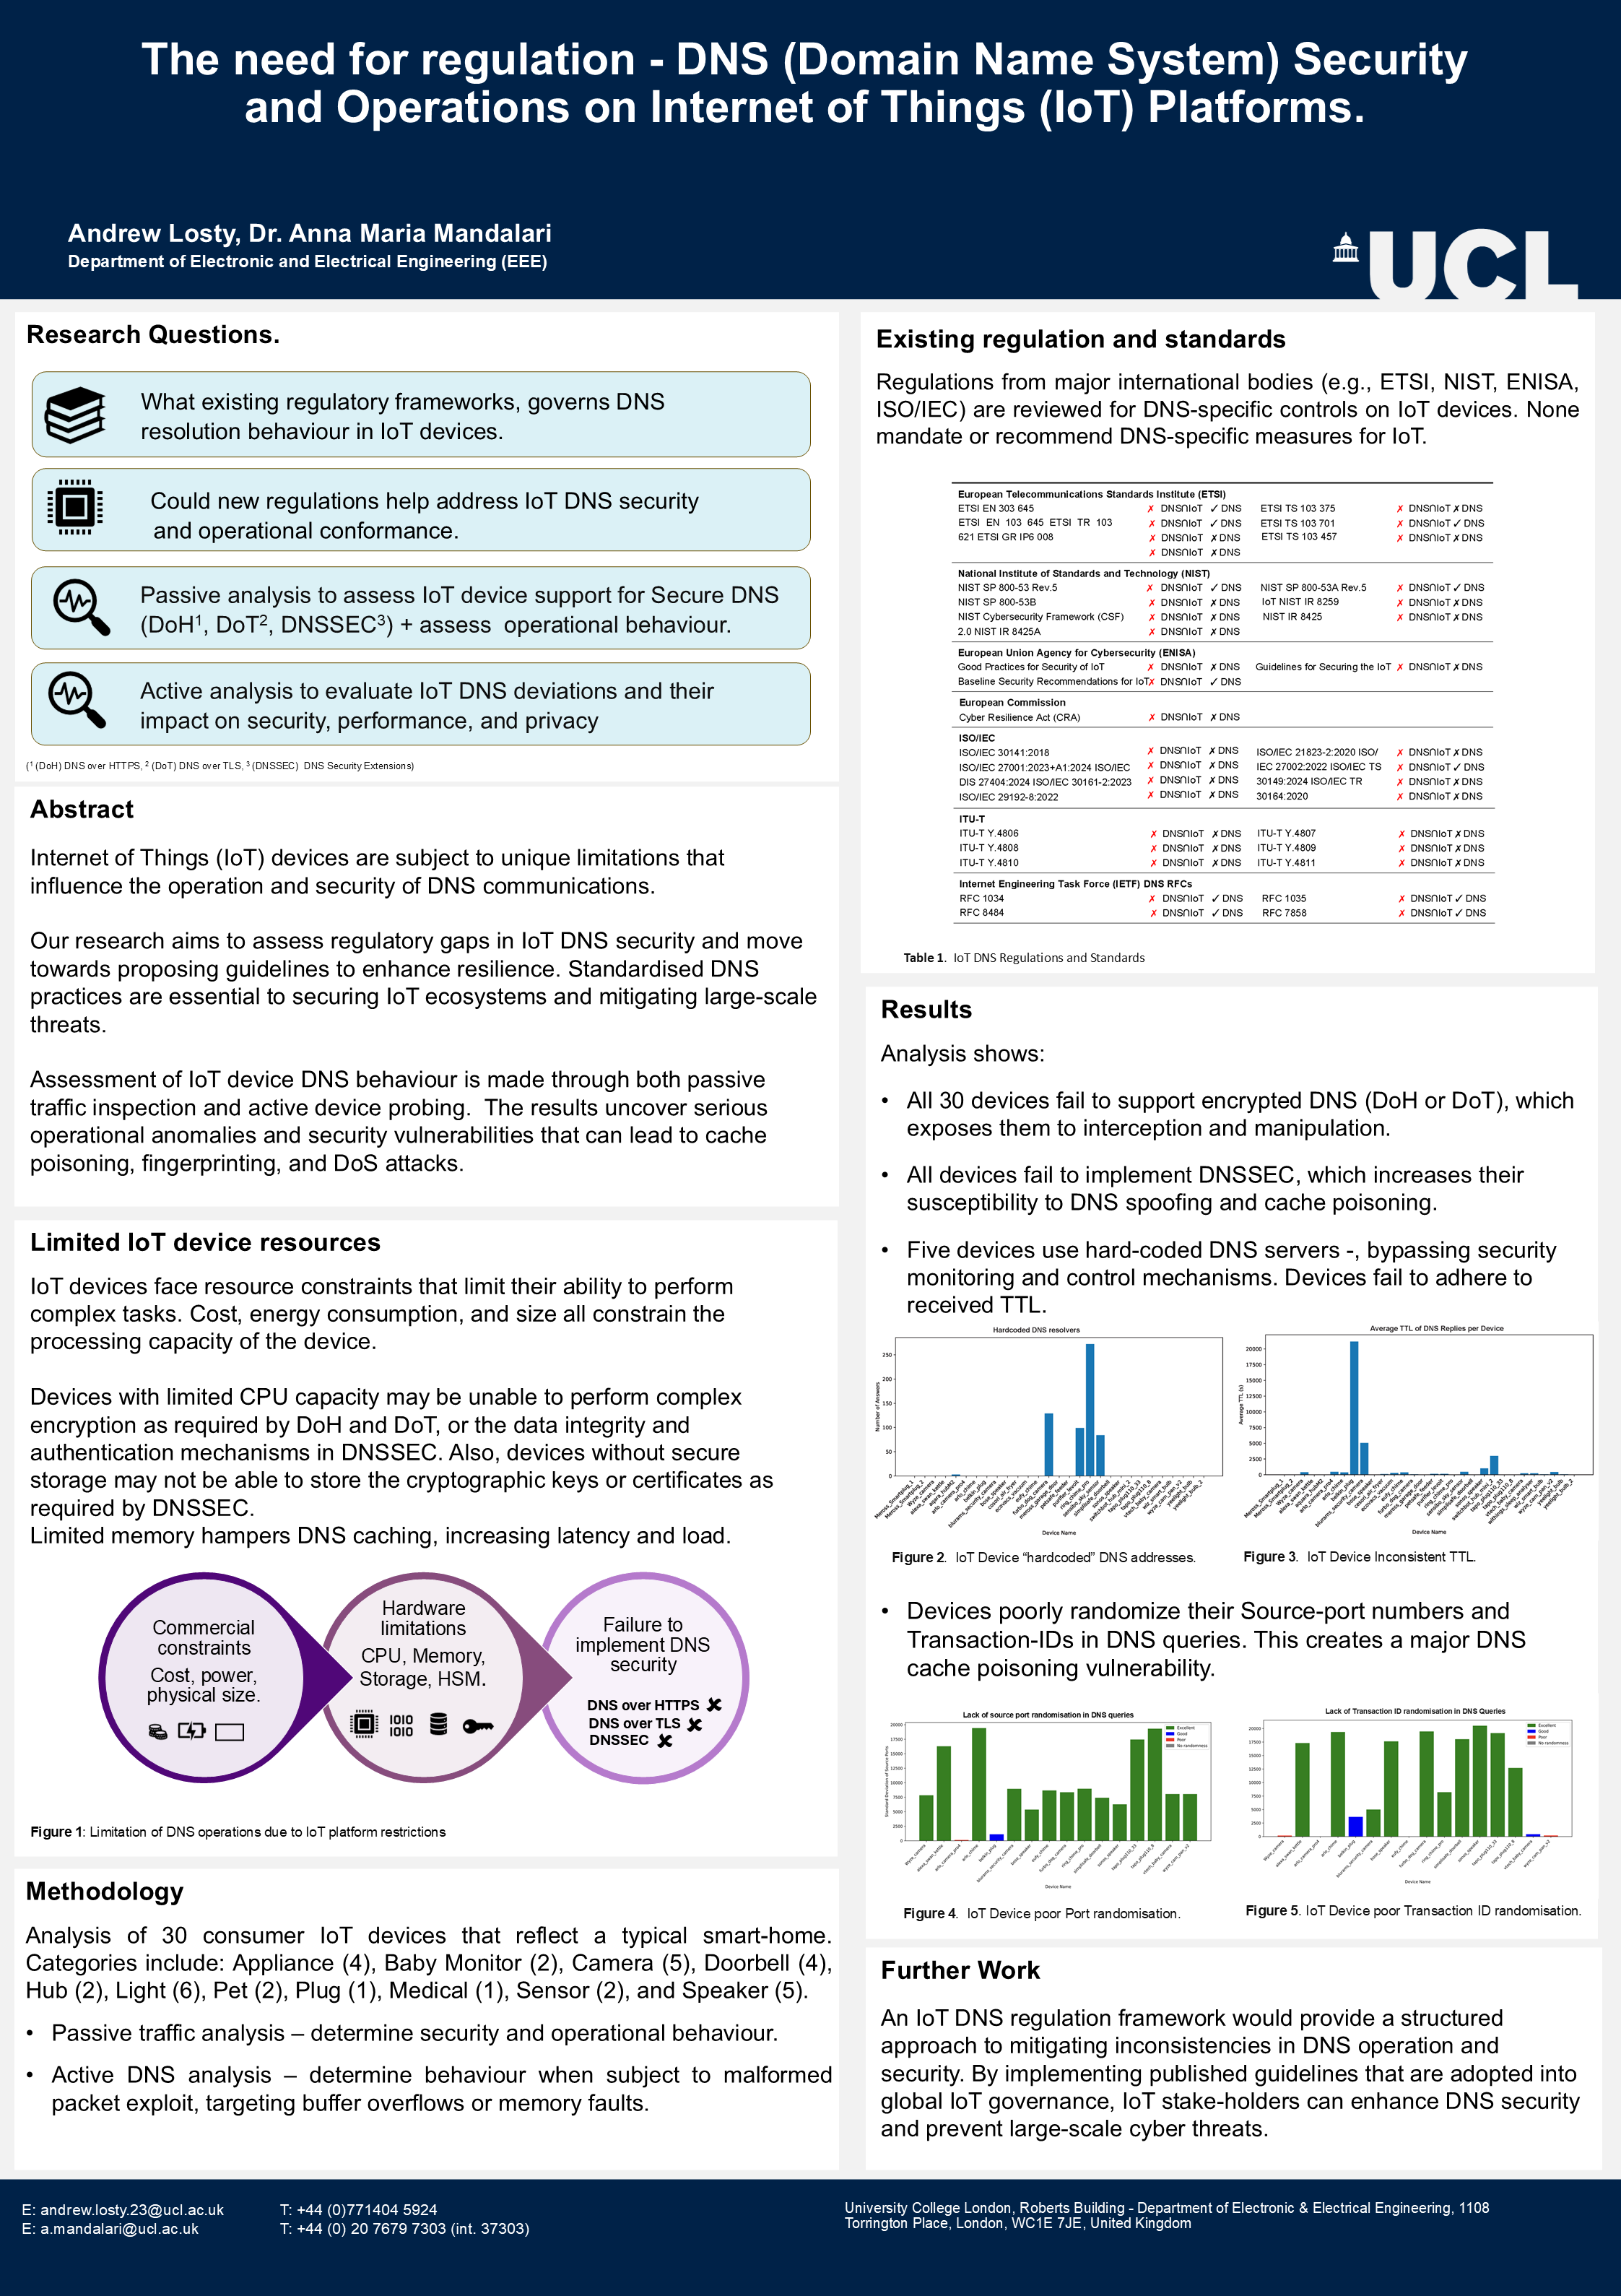 The need for regulation - DNS (Domain Name System) Security
and Operations on Internet of Things (IoT) Platforms.
Andrew Losty, Dr. Anna Maria Mandalari
Department of Electronic and Electrical Engineering (EEE)
UCL
Research Questions.
What existing regulatory frameworks, governs DNS
resolution behaviour in IoT devices.
Could new regulations help address IoT DNS security
and operational conformance.
Passive analysis to assess IoT device support for Secure DNS
(DoH¹, DoT², DNSSEC³) + assess operational behaviour.
Active analysis to evaluate IoT DNS deviations and their
impact on security, performance, and privacy
(¹ (DoH) DNS over HTTPS, ² (DoT) DNS over TLS, ³ (DNSSEC) DNS Security Extensions)
Abstract
Internet of Things (IoT) devices are subject to unique limitations that
influence the operation and security of DNS communications.
Our research aims to assess regulatory gaps in IoT DNS security and move
towards proposing guidelines to enhance resilience. Standardised DNS
practices are essential to securing IoT ecosystems and mitigating large-scale
threats.
Assessment of IoT device DNS behaviour is made through both passive
traffic inspection and active device probing. The results uncover serious
operational anomalies and security vulnerabilities that can lead to cache
poisoning, fingerprinting, and DoS attacks.
Limited IoT device resources
IoT devices face resource constraints that limit their ability to perform
complex tasks. Cost, energy consumption, and size all constrain the
processing capacity of the device.
Devices with limited CPU capacity may be unable to perform complex
encryption as required by DoH and DoT, or the data integrity and
authentication mechanisms in DNSSEC. Also, devices without secure
storage may not be able to store the cryptographic keys or certificates as
required by DNSSEC.
Limited memory hampers DNS caching, increasing latency and load.
Commercial
constraints
Cost, power,
physical size.
Hardware
limitations
CPU, Memory,
Storage, HSM.
Failure to
implement DNS
security
DNS over HTTPS ✘
DNS over TLS ✘
DNSSEC ✘
Figure 1: Limitation of DNS operations due to IoT platform restrictions
Methodology
Analysis of 30 consumer IoT devices that reflect a typical smart-home.
Categories include: Appliance (4), Baby Monitor (2), Camera (5), Doorbell (4),
Hub (2), Light (6), Pet (2), Plug (1), Medical (1), Sensor (2), and Speaker (5).
• Passive traffic analysis – determine security and operational behaviour.
• Active DNS analysis – determine behaviour when subject to malformed
packet exploit, targeting buffer overflows or memory faults.
Existing regulation and standards
Regulations from major international bodies (e.g., ETSI, NIST, ENISA,
ISO/IEC) are reviewed for DNS-specific controls on IoT devices. None
mandate or recommend DNS-specific measures for IoT.
European Telecommunications Standards Institute (ETSI)
ETSI EN 303 645 ✗ DNS∩IoT ✓ DNS ETSI TS 103 375 ✗ DNS∩IoT ✗ DNS
ETSI EN 103 645 ETSI TR 103 ✗ DNS∩IoT ✓ DNS ETSI TS 103 701 ✗ DNS∩IoT ✓ DNS
621 ETSI GR IP6 008 ✗ DNS∩IoT ✗ DNS ETSI TS 103 457 ✗ DNS∩IoT ✗ DNS
✗ DNS∩IoT ✗ DNS
National Institute of Standards and Technology (NIST)
NIST SP 800-53 Rev.5 ✗ DNS∩IoT ✓ DNS NIST SP 800-53A Rev.5 ✗ DNS∩IoT ✓ DNS
NIST SP 800-53B ✗ DNS∩IoT ✗ DNS IoT NIST IR 8259 ✗ DNS∩IoT ✗ DNS
NIST Cybersecurity Framework (CSF) ✗ DNS∩IoT ✗ DNS NIST IR 8425 ✗ DNS∩IoT ✗ DNS
2.0 NIST IR 8425A ✗ DNS∩IoT ✗ DNS
European Union Agency for Cybersecurity (ENISA)
Good Practices for Security of IoT ✗ DNS∩IoT ✗ DNS Guidelines for Securing the IoT ✗ DNS∩IoT ✗ DNS
Baseline Security Recommendations for IoT ✗ DNS∩IoT ✓ DNS
European Commission
Cyber Resilience Act (CRA) ✗ DNS∩IoT ✗ DNS
ISO/IEC
ISO/IEC 30141:2018 ✗ DNS∩IoT ✗ DNS ISO/IEC 21823-2:2020 ISO/ ✗ DNS∩IoT ✗ DNS
ISO/IEC 27001:2023+A1:2024 ISO/IEC ✗ DNS∩IoT ✗ DNS IEC 27002:2022 ISO/IEC TS ✗ DNS∩IoT ✓ DNS
DIS 27404:2024 ISO/IEC 30161-2:2023 ✗ DNS∩IoT ✗ DNS 30149:2024 ISO/IEC TR ✗ DNS∩IoT ✗ DNS
ISO/IEC 29192-8:2022 ✗ DNS∩IoT ✗ DNS 30164:2020 ✗ DNS∩IoT ✗ DNS
ITU-T
ITU-T Y.4806 ✗ DNS∩IoT ✗ DNS ITU-T Y.4807 ✗ DNS∩IoT ✗ DNS
ITU-T Y.4808 ✗ DNS∩IoT ✗ DNS ITU-T Y.4809 ✗ DNS∩IoT ✗ DNS
ITU-T Y.4810 ✗ DNS∩IoT ✗ DNS ITU-T Y.4811 ✗ DNS∩IoT ✗ DNS
Internet Engineering Task Force (IETF) DNS RFCs
RFC 1034 ✗ DNS∩IoT ✓ DNS RFC 1035 ✗ DNS∩IoT ✓ DNS
RFC 8484 ✗ DNS∩IoT ✓ DNS RFC 7858 ✗ DNS∩IoT ✓ DNS
Table 1. IoT DNS Regulations and Standards
Results
Analysis shows:
• All 30 devices fail to support encrypted DNS (DoH or DoT), which
exposes them to interception and manipulation.
• All devices fail to implement DNSSEC, which increases their
susceptibility to DNS spoofing and cache poisoning.
• Five devices use hard-coded DNS servers -, bypassing security
monitoring and control mechanisms. Devices fail to adhere to
received TTL.
Hardcoded DNS resolvers
Number of Answers
250
200
150
100
50
0
Device Name
Average TTL of DNS Replies per Device
Average TTL (s)
20000
17500
15000
12500
10000
7500
5000
2500
0
Device Name
Figure 2. IoT Device “hardcoded” DNS addresses.
Figure 3. IoT Device Inconsistent TTL.
• Devices poorly randomize their Source-port numbers and
Transaction-IDs in DNS queries. This creates a major DNS
cache poisoning vulnerability.
Lack of source port randomisation in DNS queries
Standard Deviation of Source Ports
20000
17500
15000
12500
10000
7500
5000
2500
0
Excellent
Good
Poor
No randomness
Device Name
Lack of Transaction ID randomisation in DNS Queries
20000
17500
15000
12500
10000
7500
5000
2500
0
Excellent
Good
Poor
No randomness
Device Name
Figure 4. IoT Device poor Port randomisation.
Figure 5. IoT Device poor Transaction ID randomisation.
Further Work
An IoT DNS regulation framework would provide a structured
approach to mitigating inconsistencies in DNS operation and
security. By implementing published guidelines that are adopted into
global IoT governance, IoT stake-holders can enhance DNS security
and prevent large-scale cyber threats.
E: andrew.losty.23@ucl.ac.uk
E: a.mandalari@ucl.ac.uk
T: +44 (0)771404 5924
T: +44 (0) 20 7679 7303 (int. 37303)
University College London, Roberts Building - Department of Electronic & Electrical Engineering, 1108
Torrington Place, London, WC1E 7JE, United Kingdom